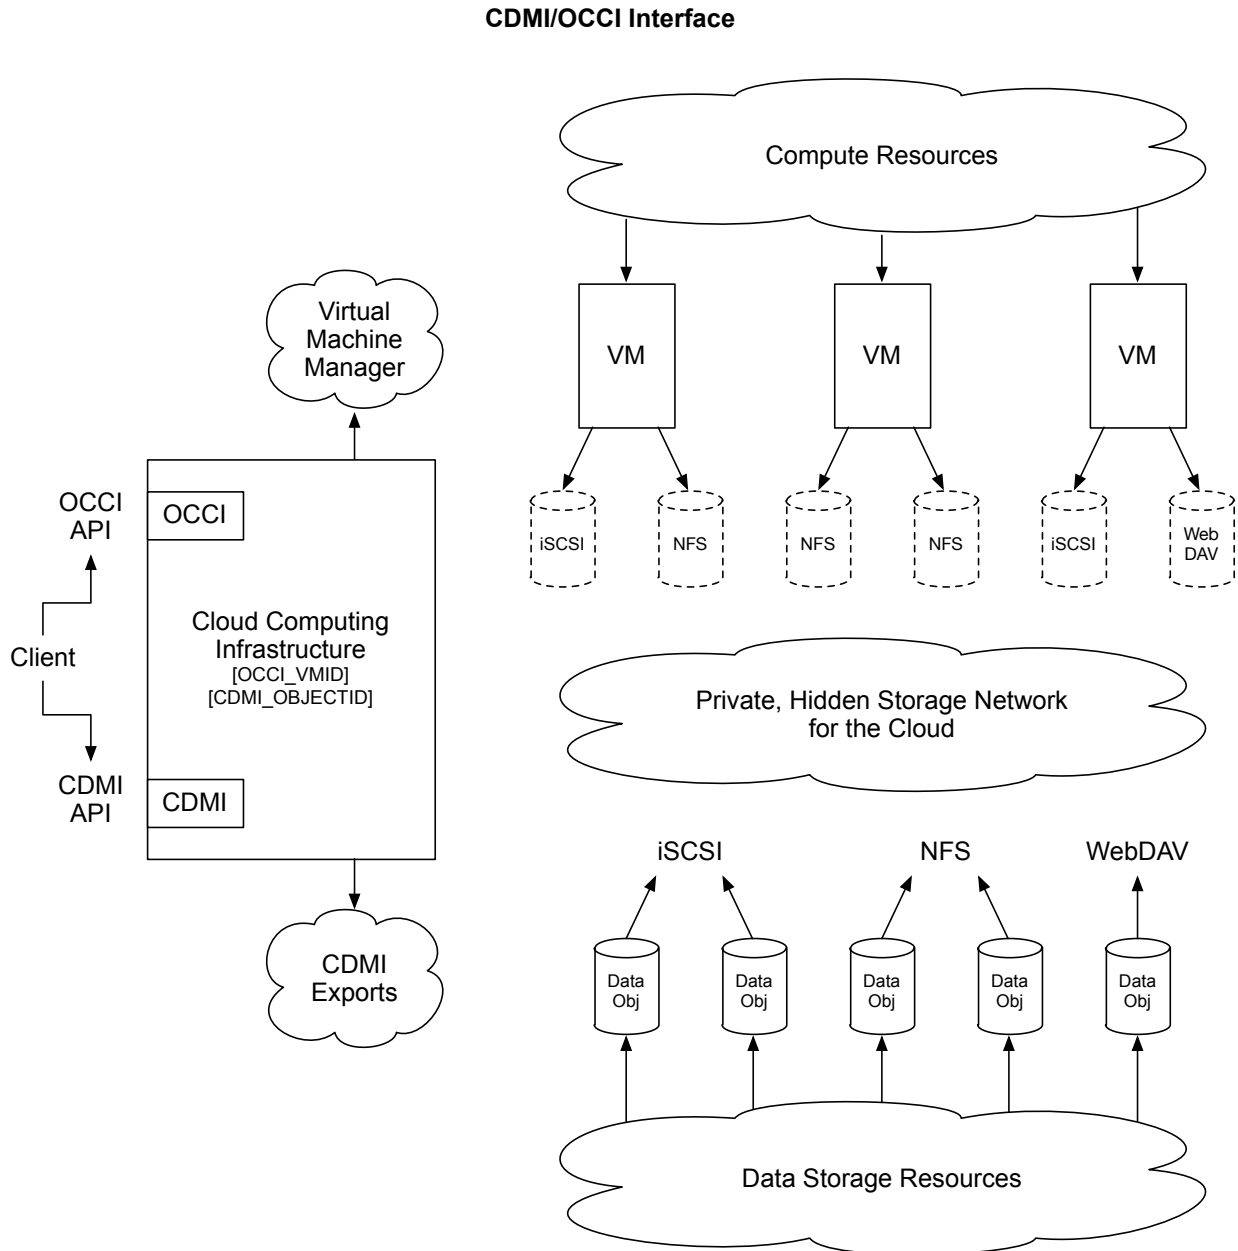 CDMI/OCCI Interface
Compute Resources
Virtual
Machine
Manager
VM
VM
VM
iSCSI
NFS
NFS
NFS
iSCSI
Web
DAV
OCCI
API
OCCI
Client
Cloud Computing
Infrastructure
[OCCI_VMID]
[CDMI_OBJECTID]
CDMI
API
CDMI
Private, Hidden Storage Network
for the Cloud
CDMI
Exports
iSCSI
NFS
WebDAV
Data
Obj
Data
Obj
Data
Obj
Data
Obj
Data
Obj
Data Storage Resources